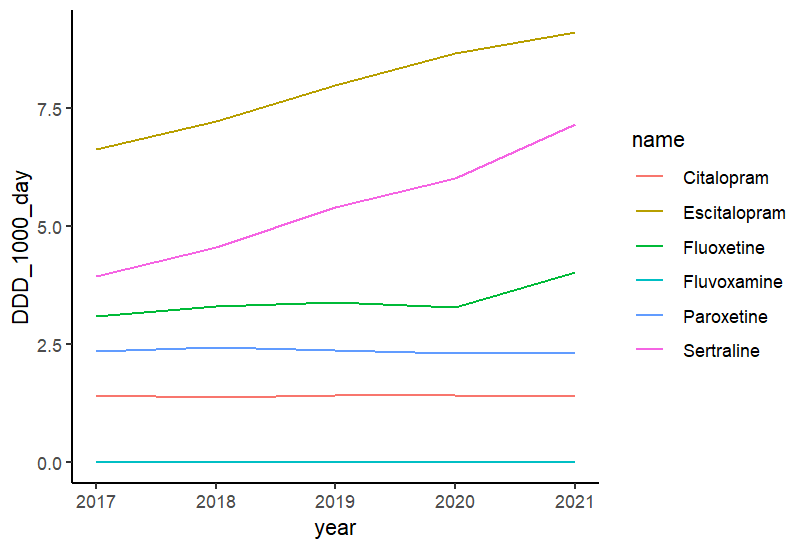 DDD_1000_day
7.5
5.0
2.5
0.0
2017 2018 2019 2020 2021
year
name
Citalopram
Escitalopram
Fluoxetine
Fluvoxamine
Paroxetine
Sertraline